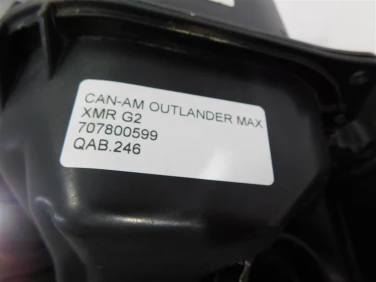 CAN-AM OUTLANDER MAX
XMR G2
707800599
QAB.246